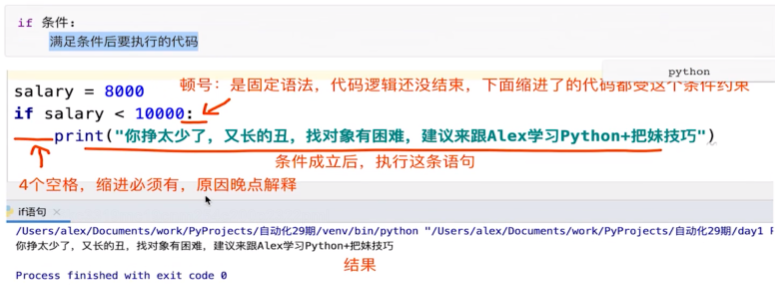 if 条件:
满足条件后要执行的代码
python
顿号：是固定语法，代码逻辑还没结束，下面缩进了的代码都受这个条件约束
salary = 8000
if salary < 10000:
print("你挣太少了，又长的丑，找对象有困难，建议来跟Alex学习Python+把妹技巧")
条件成立后，执行这条语句
4个空格，缩进必须有，原因晚点解释
if语句 ×
/Users/alex/Documents/work/PyProjects/自动化29期/venv/bin/python "/Users/alex/Documents/work/PyProjects/自动化29期/day1 P
你挣太少了，又长的丑，找对象有困难，建议来跟Alex学习Python+把妹技巧
结果
Process finished with exit code 0